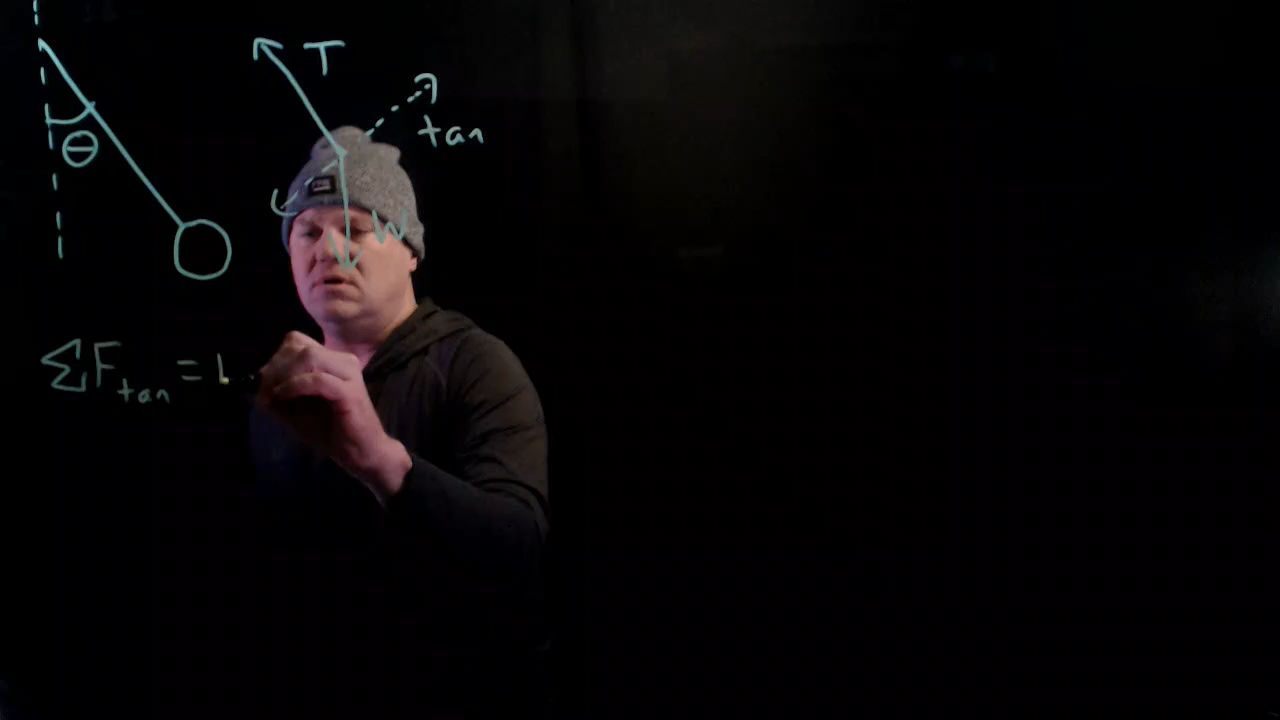 T
tan
θ
W
ΣF_tan =